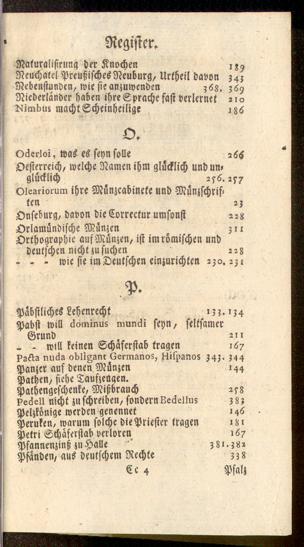 Register.
Naturalisirung der Knochen 189
Neuchatel Preußisches Neuburg, Urtheil davon 343
Nebenstunden, wie sie anzuwenden 368. 369
Niederländer haben ihre Sprache fast verlernet 210
Nimbus macht Scheinheilige 186
O.
Oderloi, was es seyn solle 266
Oesterreich, welche Namen ihm glücklich und un-
glücklich 256. 257
Oleariorum ihre Münzcabinete und Münzschrif-
ten 23
Onseburg, davon die Correctur umsonst 228
Orlamündische Münzen 311
Orthographie auf Münzen, ist im römischen und
deutschen nicht zu suchen 228
- - - wie sie im Deutschen einzurichten 230. 231
P.
Päbstliches Lehenrecht 133. 134
Pabst will dominus mundi seyn, seltsamer
Grund 211
- - will keinen Schäferstab tragen 167
Pacta nuda obligant Germanos, Hispanos 343. 344
Panzer auf denen Münzen 144
Pathen, siehe Taufzeugen.
Pathengeschenke, Mißbrauch 258
Pedell nicht zu schreiben, sondern Bedellus 383
Pelzkönige werden genennet 146
Peruken, warum solche die Priester tragen 181
Petri Schäferstab verloren 167
Pfannenzinß zu Halle 381. 382
Pfänden, aus deutschem Rechte 338
Cc 4 Pfalz